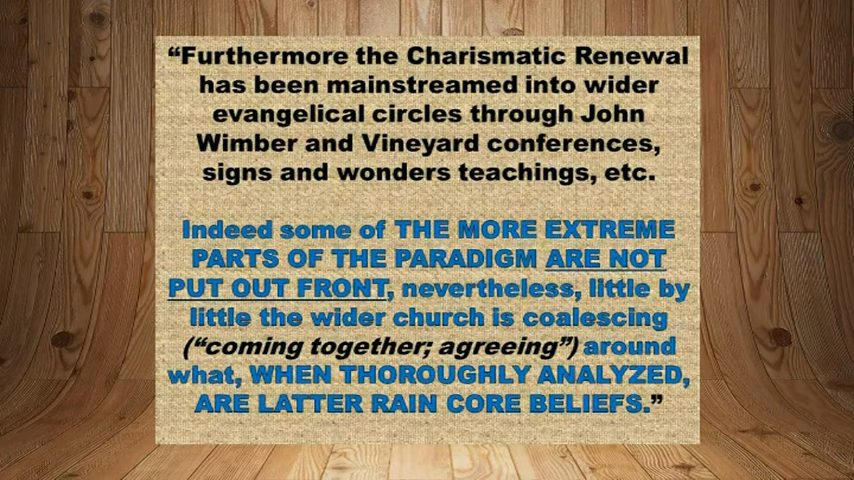 “Furthermore the Charismatic Renewal
has been mainstreamed into wider
evangelical circles through John
Wimber and Vineyard conferences,
signs and wonders teachings, etc.
Indeed some of THE MORE EXTREME
PARTS OF THE PARADIGM ARE NOT
PUT OUT FRONT, nevertheless, little by
little the wider church is coalescing
(“coming together; agreeing”) around
what, WHEN THOROUGHLY ANALYZED,
ARE LATTER RAIN CORE BELIEFS.”